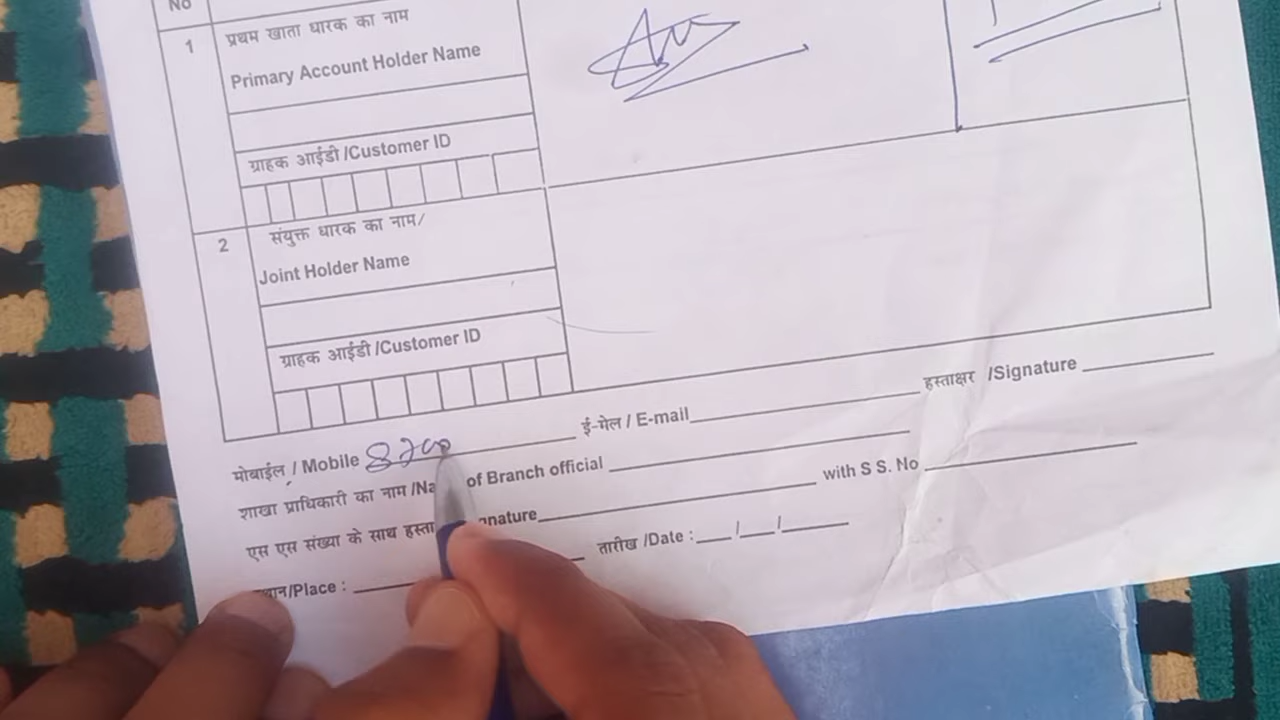 No
1
प्रथम खाता धारक का नाम
Primary Account Holder Name
ग्राहक आईडी /Customer ID
2
संयुक्त धारक का नाम/
Joint Holder Name
ग्राहक आईडी /Customer ID
मोबाईल / Mobile ई-मेल / E-mail हस्ताक्षर /Signature
शाखा प्राधिकारी का नाम /Na of Branch official
एस एस संख्या के साथ हस्ता nature with S S. No
/Place : तारीख /Date : / /